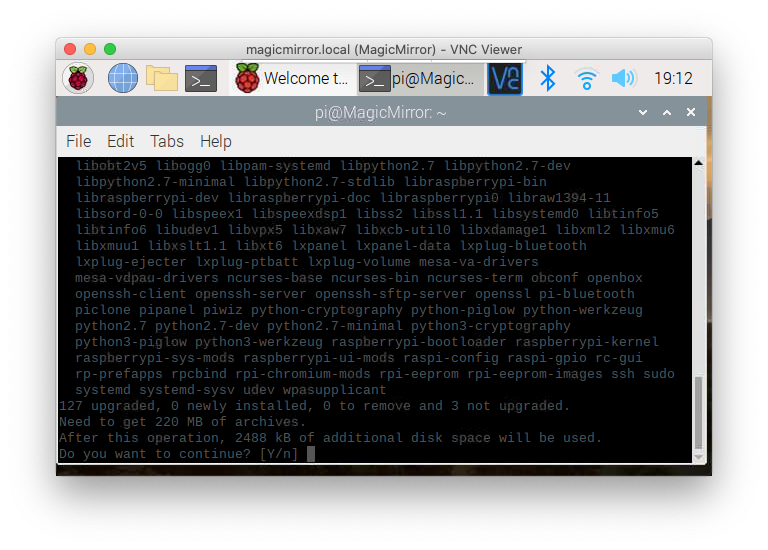 magicmirror.local (MagicMirror) - VNC Viewer
Welcome t... pi@Magic... 19:12
pi@MagicMirror: ~
File Edit Tabs Help
libobt2v5 libogg0 libpam-systemd libpython2.7 libpython2.7-dev
libpython2.7-minimal libpython2.7-stdlib libraspberrypi-bin
libraspberrypi-dev libraspberrypi-doc libraspberrypi0 libraw1394-11
libsord-0-0 libspeex1 libspeexdsp1 libss2 libssl1.1 libsystemd0 libtinfo5
libtinfo6 libudev1 libvpx5 libxaw7 libxcb-util0 libxdamage1 libxml2 libxmu6
libxmuu1 libxslt1.1 libxt6 lxpanel lxpanel-data lxplug-bluetooth
lxplug-ejecter lxplug-ptbatt lxplug-volume mesa-va-drivers
mesa-vdpau-drivers ncurses-base ncurses-bin ncurses-term obconf openbox
openssh-client openssh-server openssh-sftp-server openssl pi-bluetooth
piclone pipanel piwiz python-cryptography python-piglow python-werkzeug
python2.7 python2.7-dev python2.7-minimal python3-cryptography
python3-piglow python3-werkzeug raspberrypi-bootloader raspberrypi-kernel
raspberrypi-sys-mods raspberrypi-ui-mods raspi-config raspi-gpio rc-gui
rp-prefapps rpcbind rpi-chromium-mods rpi-eeprom rpi-eeprom-images ssh sudo
systemd systemd-sysv udev wpasupplicant
127 upgraded, 0 newly installed, 0 to remove and 3 not upgraded.
Need to get 220 MB of archives.
After this operation, 2488 kB of additional disk space will be used.
Do you want to continue? [Y/n]